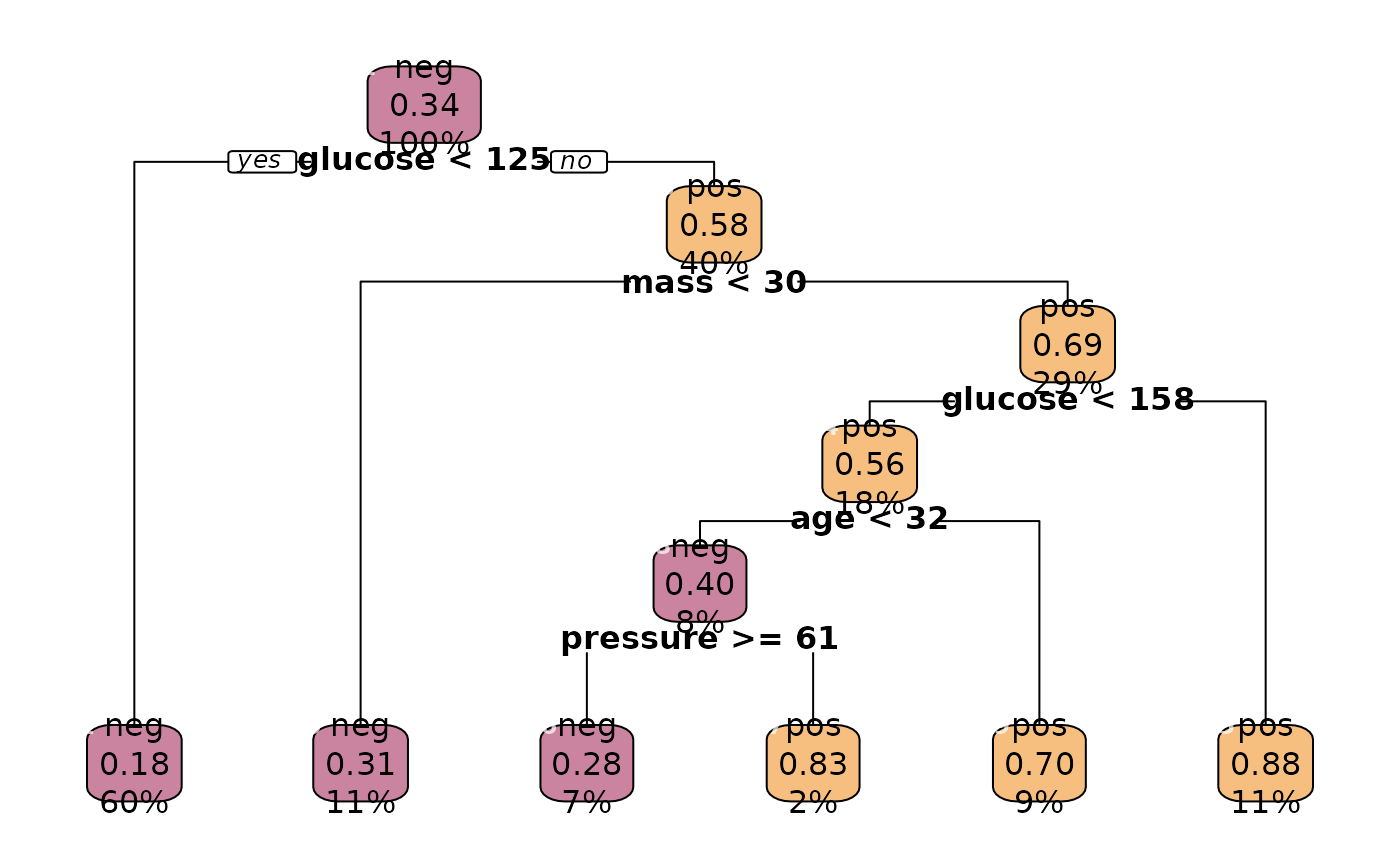 neg
0.34
100%
yes glucose < 125 no
pos
0.58
40%
mass < 30
pos
0.69
29%
glucose < 158
pos
0.56
18%
age < 32
neg
0.40
8%
pressure >= 61
neg neg neg pos pos pos
0.18 0.31 0.28 0.83 0.70 0.88
60% 11% 7% 2% 9% 11%